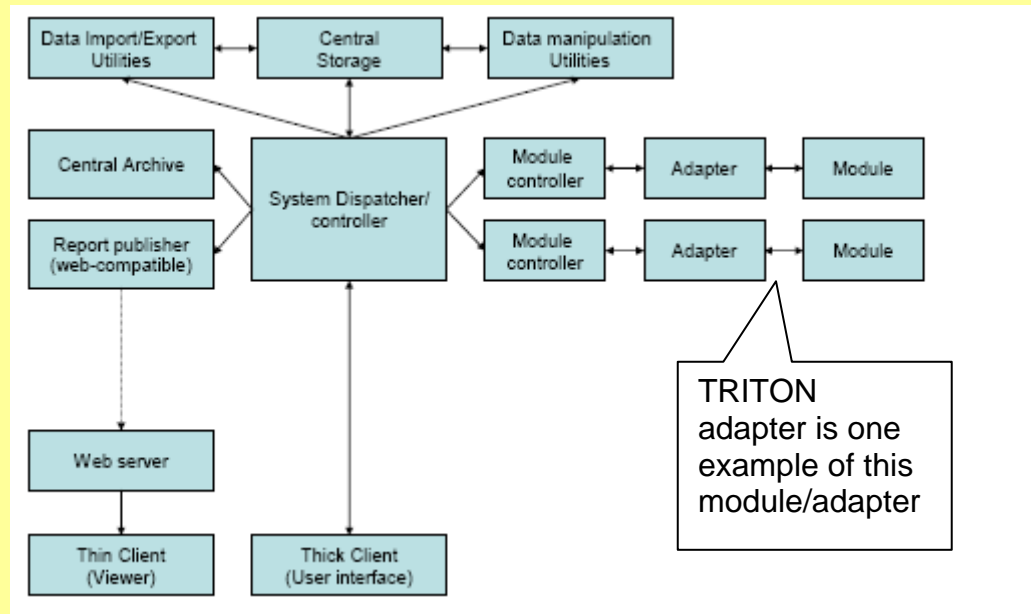 Data Import/Export
Utilities
Central
Storage
Data manipulation
Utilities
Central Archive
System Dispatcher/
controller
Module
controller
Adapter
Module
Report publisher
(web-compatible)
Module
controller
Adapter
Module
TRITON
adapter is one
example of this
module/adapter
Web server
Thin Client
(Viewer)
Thick Client
(User interface)